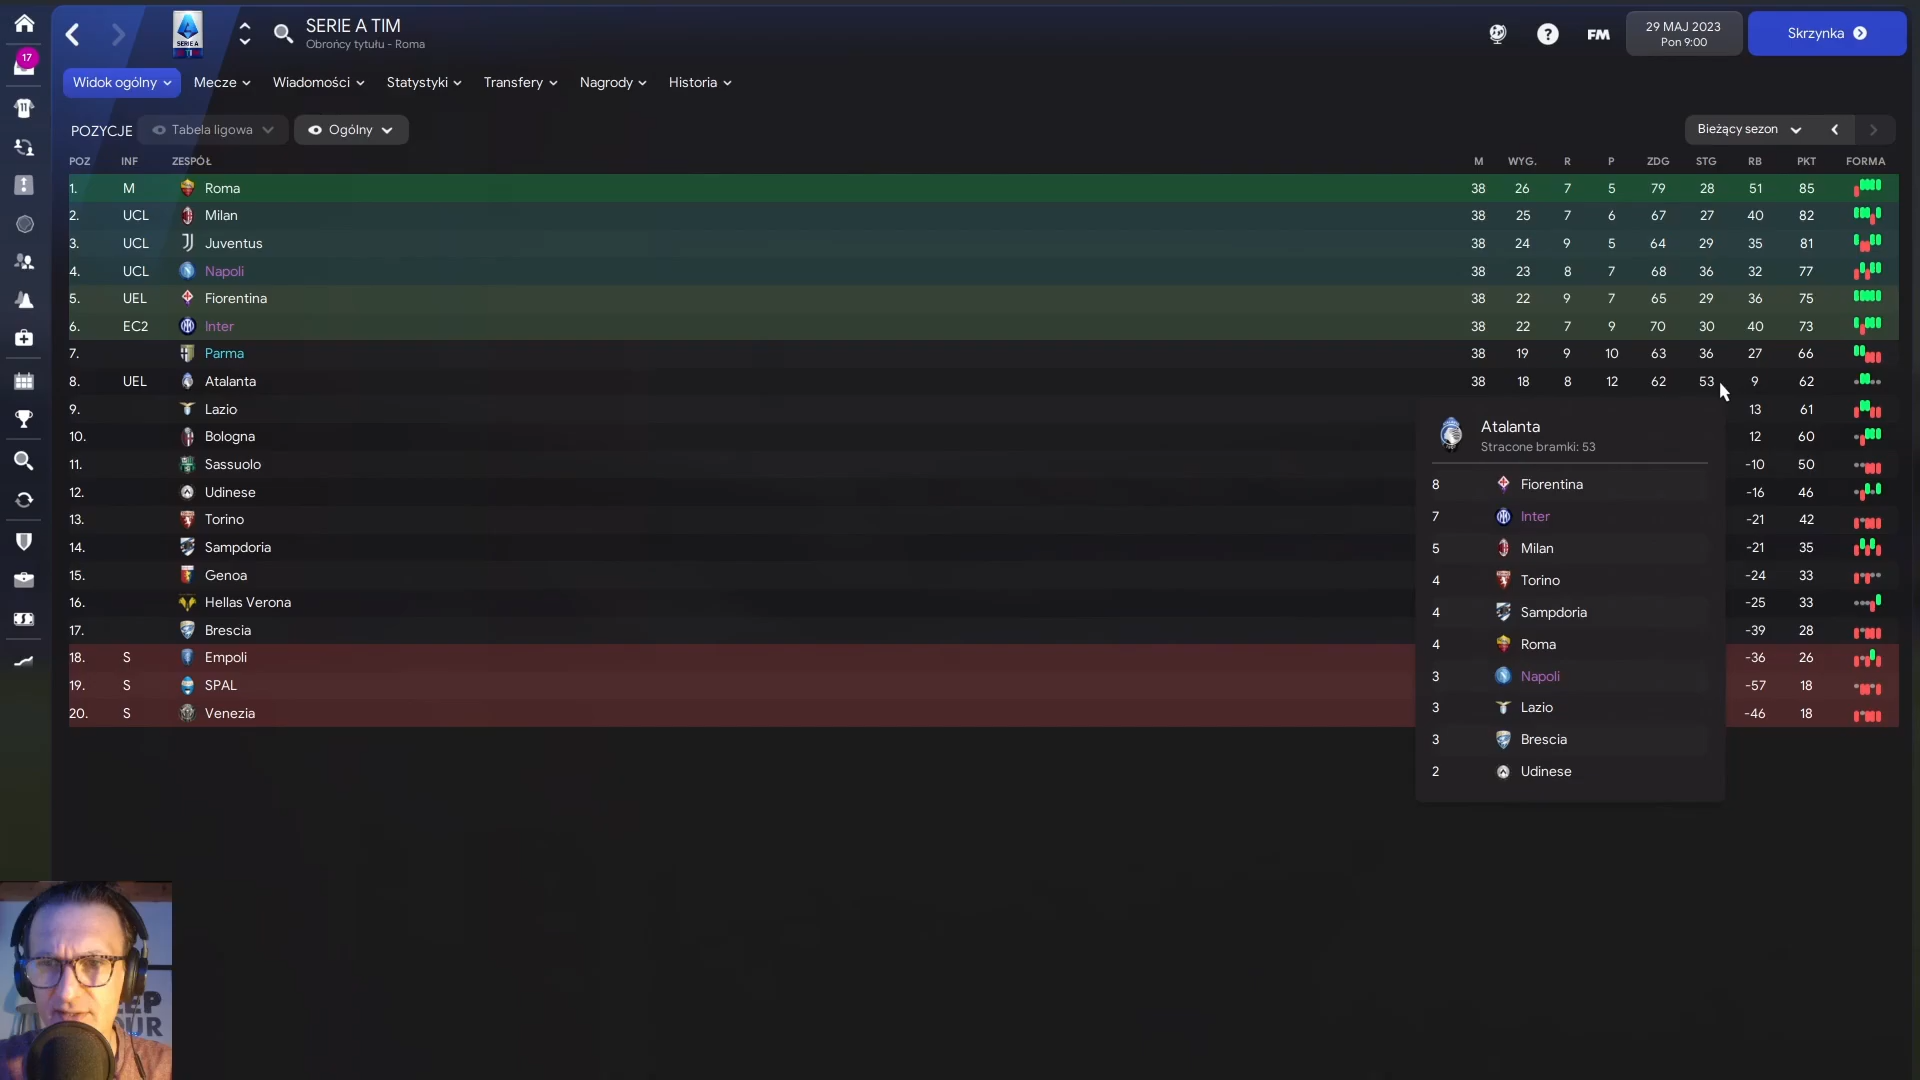 SERIE A TIM
Obrońcy tytułu - Roma
SERIE A
17
FM
29 MAJ 2023
Pon 9:00
Skrzynka
Widok ogólny
Mecze
Wiadomości
Statystyki
Transfery
Nagrody
Historia
POZYCJE
Tabela ligowa
Ogólny
Bieżący sezon
POZ INF ZESPÓŁ M WYG. R P ZDG STG RB PKT FORMA
1. M Roma 38 26 7 5 79 28 51 85
2. UCL Milan 38 25 7 6 67 27 40 82
3. UCL Juventus 38 24 9 5 64 29 35 81
4. UCL Napoli 38 23 8 7 68 36 32 77
5. UEL Fiorentina 38 22 9 7 65 29 36 75
6. EC2 Inter 38 22 7 9 70 30 40 73
7. Parma 38 19 9 10 63 36 27 66
8. UEL Atalanta 38 18 8 12 62 53 9 62
9. Lazio 13 61
10. Bologna 12 60
11. Sassuolo -10 50
12. Udinese -16 46
13. Torino -21 42
14. Sampdoria -21 35
15. Genoa -24 33
16. Hellas Verona -25 33
17. Brescia -39 28
18. S Empoli -36 26
19. S SPAL -57 18
20. S Venezia -46 18
Atalanta
Stracone bramki: 53
8 Fiorentina
7 Inter
5 Milan
4 Torino
4 Sampdoria
4 Roma
3 Napoli
3 Lazio
3 Brescia
2 Udinese